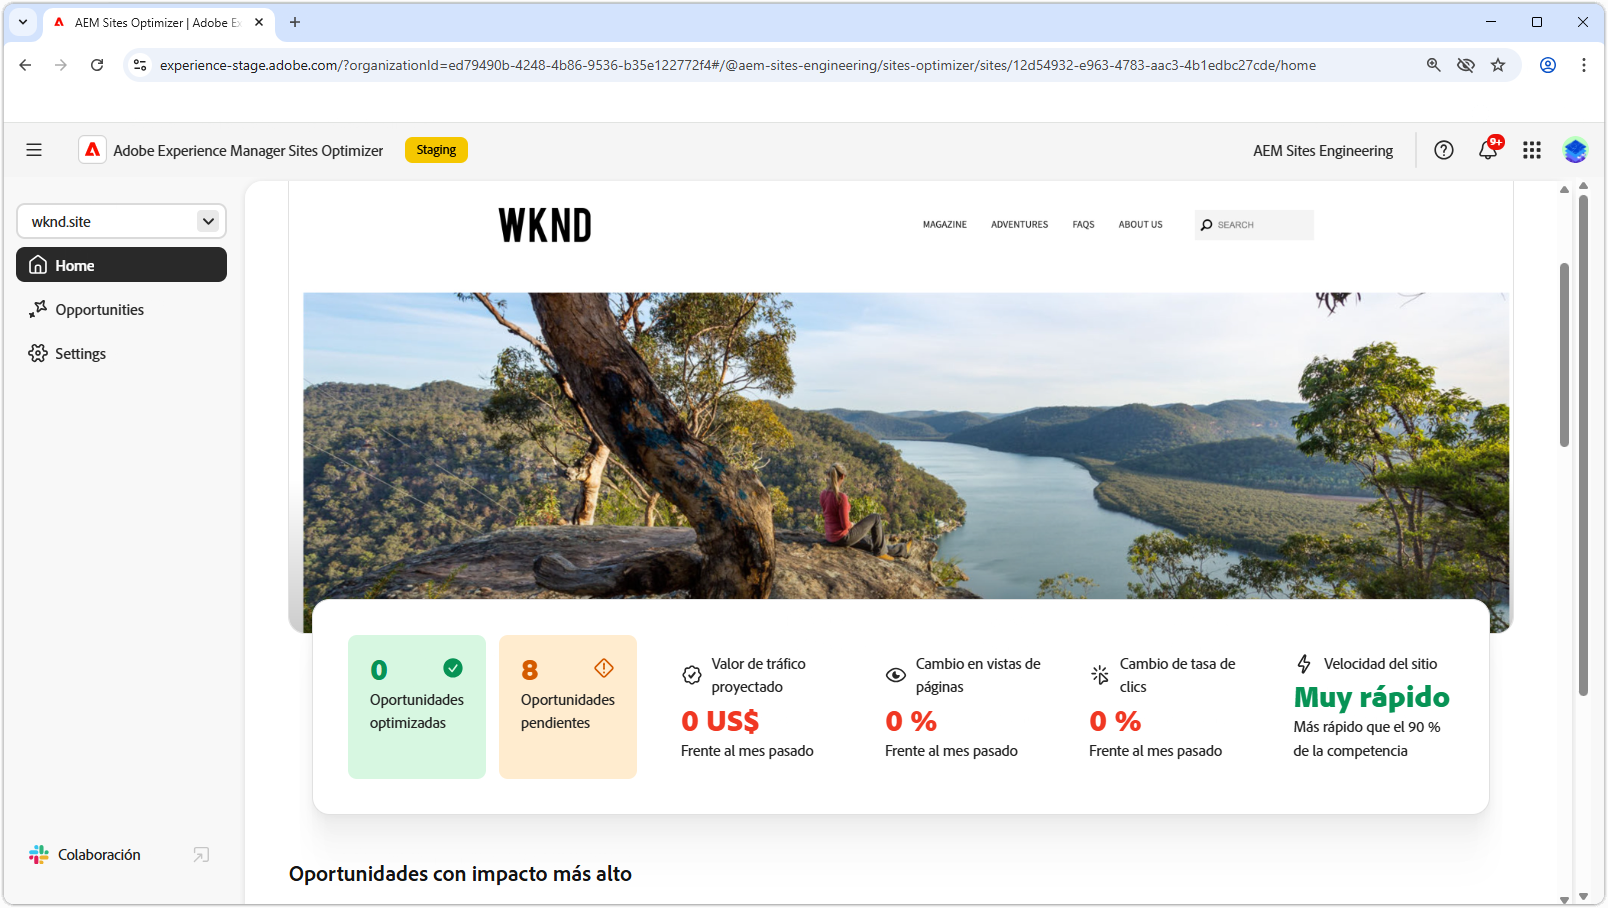 AEM Sites Optimizer | Adobe Ex
experience-stage.adobe.com/?organizationId=ed79490b-4248-4b86-9536-b35e122772f4#/@aem-sites-engineering/sites-optimizer/sites/12d54932-e963-4783-aac3-4b1edbc27cde/home
Adobe Experience Manager Sites Optimizer
Staging
AEM Sites Engineering
9+
wknd.site
Home
Opportunities
Settings
Colaboración
WKND
MAGAZINE
ADVENTURES
FAQS
ABOUT US
SEARCH
0
Oportunidades
optimizadas
8
Oportunidades
pendientes
Valor de tráfico
proyectado
0 US$
Frente al mes pasado
Cambio en vistas de
páginas
0 %
Frente al mes pasado
Cambio de tasa de
clics
0 %
Frente al mes pasado
Velocidad del sitio
Muy rápido
Más rápido que el 90 %
de la competencia
Oportunidades con impacto más alto